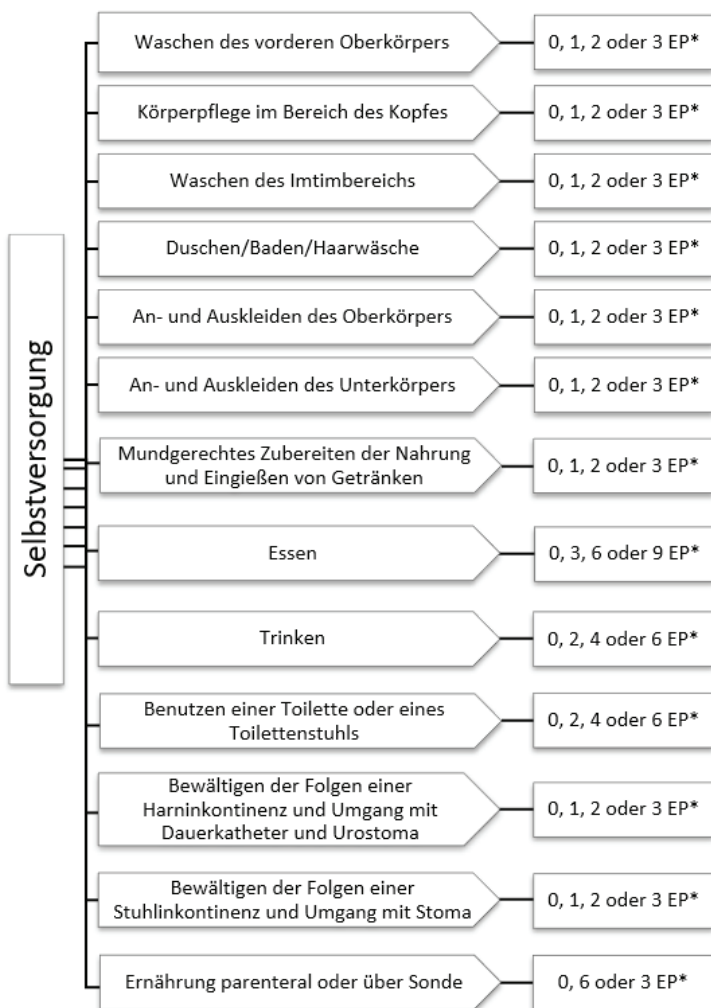 Selbstversorgung
Waschen des vorderen Oberkörpers
0, 1, 2 oder 3 EP*
Körperpflege im Bereich des Kopfes
0, 1, 2 oder 3 EP*
Waschen des Imtimbereichs
0, 1, 2 oder 3 EP*
Duschen/Baden/Haarwäsche
0, 1, 2 oder 3 EP*
An- und Auskleiden des Oberkörpers
0, 1, 2 oder 3 EP*
An- und Auskleiden des Unterkörpers
0, 1, 2 oder 3 EP*
Mundgerechtes Zubereiten der Nahrung
und Eingießen von Getränken
0, 1, 2 oder 3 EP*
Essen
0, 3, 6 oder 9 EP*
Trinken
0, 2, 4 oder 6 EP*
Benutzen einer Toilette oder eines
Toilettenstuhls
0, 2, 4 oder 6 EP*
Bewältigen der Folgen einer
Harninkontinenz und Umgang mit
Dauerkatheter und Urostoma
0, 1, 2 oder 3 EP*
Bewältigen der Folgen einer
Stuhlinkontinenz und Umgang mit Stoma
0, 1, 2 oder 3 EP*
Ernährung parenteral oder über Sonde
0, 6 oder 3 EP*